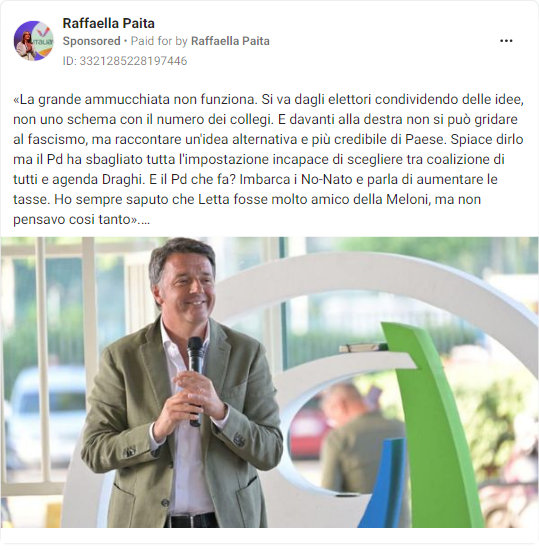 Raffaella Paita
Sponsored • Paid for by Raffaella Paita
ID: 3321285228197446
«La grande ammucchiata non funziona. Si va dagli elettori condividendo delle idee,
non uno schema con il numero dei collegi. E davanti alla destra non si può gridare
al fascismo, ma raccontare un'idea alternativa e più credibile di Paese. Spiace dirlo
ma il Pd ha sbagliato tutta l'impostazione incapace di scegliere tra coalizione di
tutti e agenda Draghi. E il Pd che fa? Imbarca i No-Nato e parla di aumentare le
tasse. Ho sempre saputo che Letta fosse molto amico della Meloni, ma non
pensavo cosi tanto»....